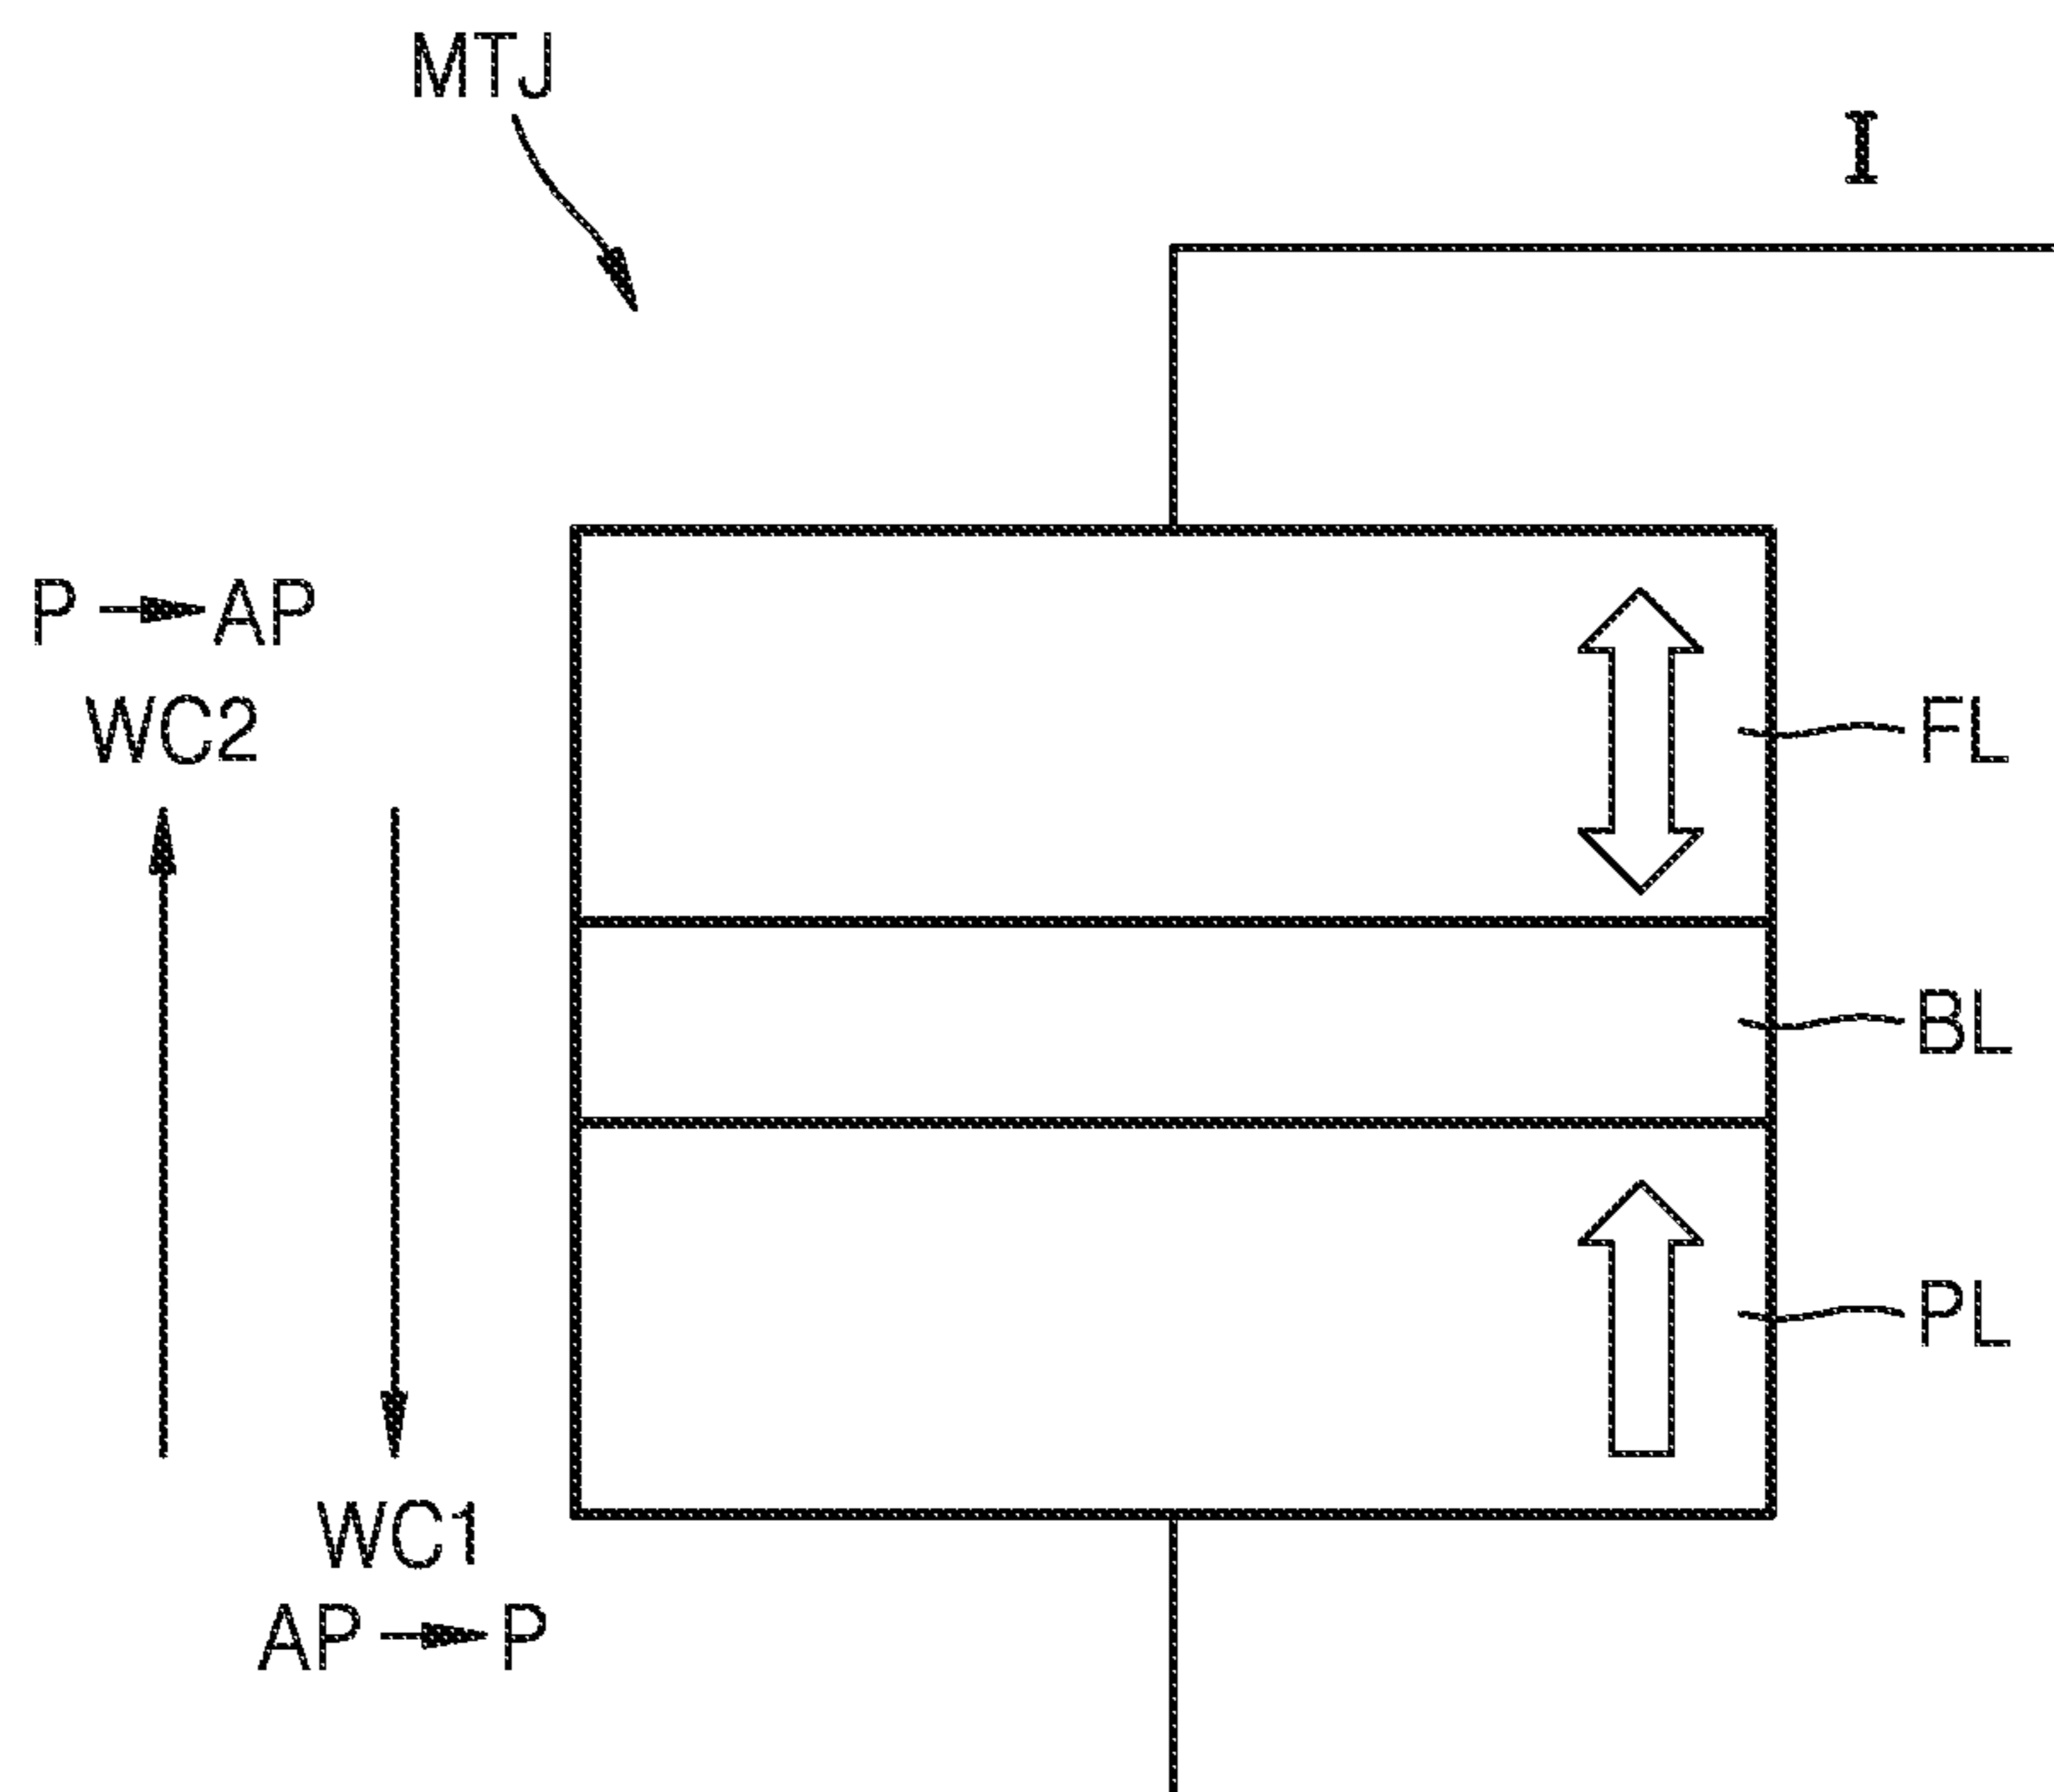 MTJ
I
P → AP
WC2
FL
BL
PL
WC1
AP → P